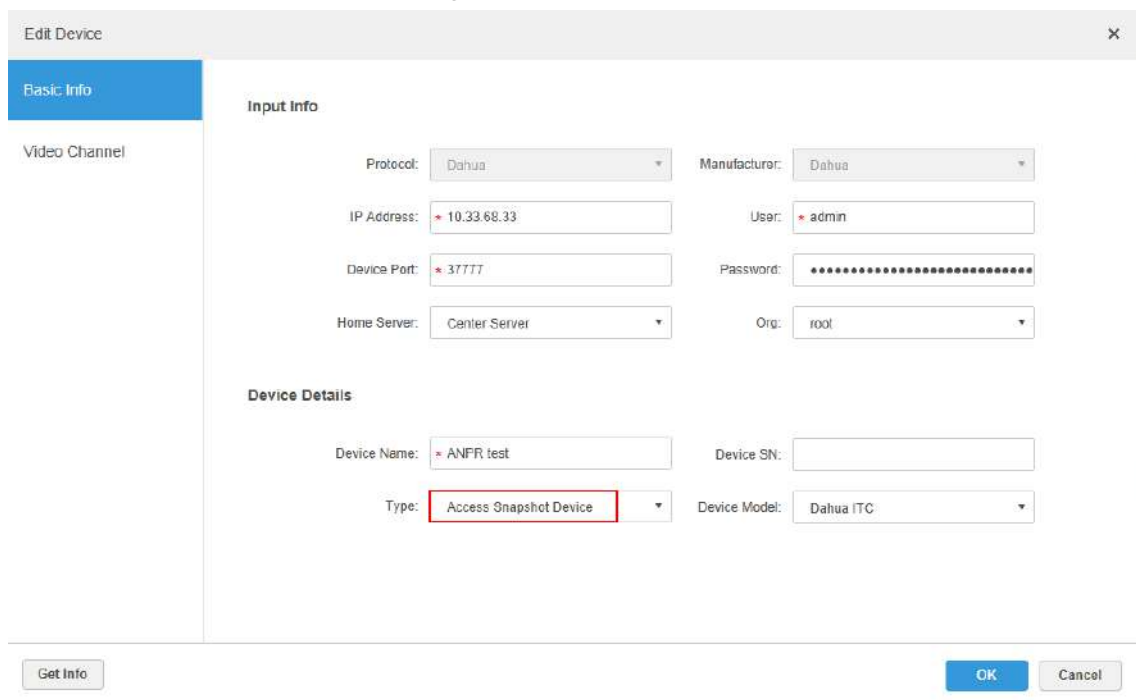 Edit Device ×
Basic Info
Video Channel
Input Info
Protocol: Dahua Manufacturer: Dahua
IP Address: * 10.33.68.33 User: * admin
Device Port: * 37777 Password: ••••••••••••••••••••••••••••
Home Server: Center Server Org: root
Device Details
Device Name: * ANPR test Device SN:
Type: Access Snapshot Device Device Model: Dahua ITC
Get Info OK Cancel